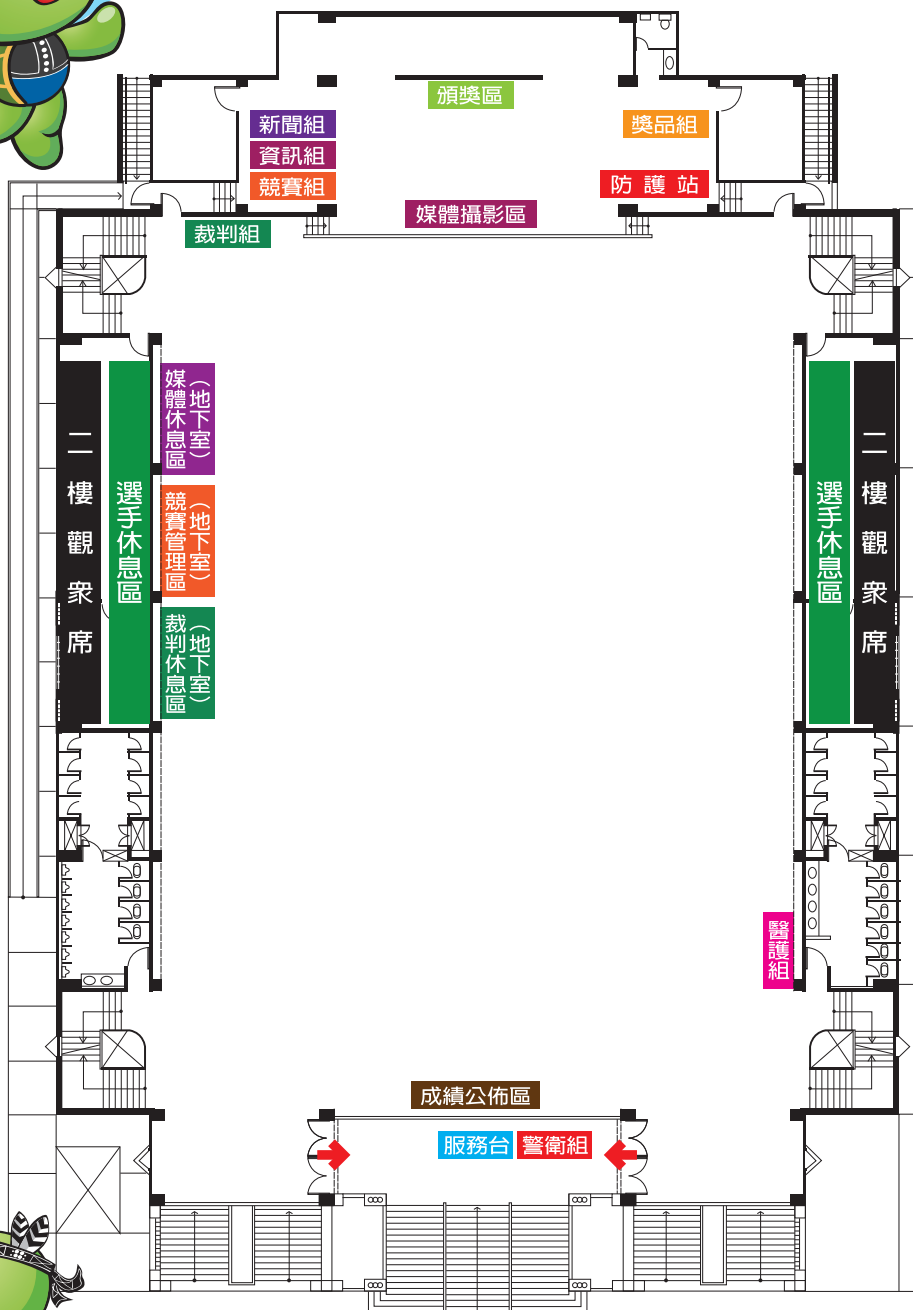 頒獎區
新聞組
獎品組
資訊組
競賽組
防護站
媒體攝影區
裁判組
二樓觀眾席
選手休息區
(地下室)
媒體休息區
(地下室)
競賽管理區
(地下室)
裁判休息區
選手休息區
二樓觀眾席
醫護組
成績公佈區
服務台
警衛組